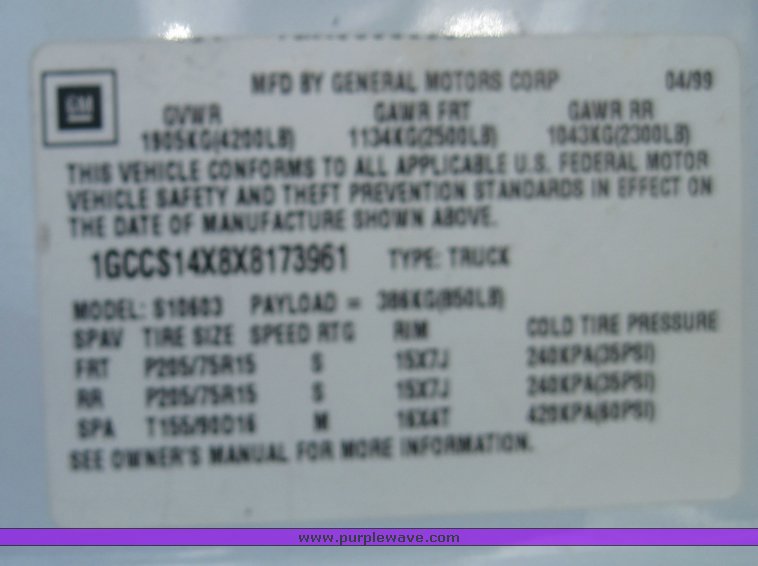 MFD BY GENERAL MOTORS CORP 04/99
GM
GVWR GAWR FRT GAWR RR
1905KG(4200LB) 1134KG(2500LB) 1043KG(2300LB)
THIS VEHICLE CONFORMS TO ALL APPLICABLE U.S. FEDERAL MOTOR
VEHICLE SAFETY AND THEFT PREVENTION STANDARDS IN EFFECT ON
THE DATE OF MANUFACTURE SHOWN ABOVE.
1GCCS14X8X8173961 TYPE: TRUCK
MODEL: S10603 PAYLOAD = 386KG(850LB)
SPAV TIRE SIZE SPEED RTG RIM COLD TIRE PRESSURE
FRT P205/75R15 S 15X7J 240KPA(35PSI)
RR P205/75R15 S 15X7J 240KPA(35PSI)
SPA T155/90D16 M 16X4T 420KPA(60PSI)
SEE OWNER'S MANUAL FOR MORE INFORMATION.
www.purplewave.com